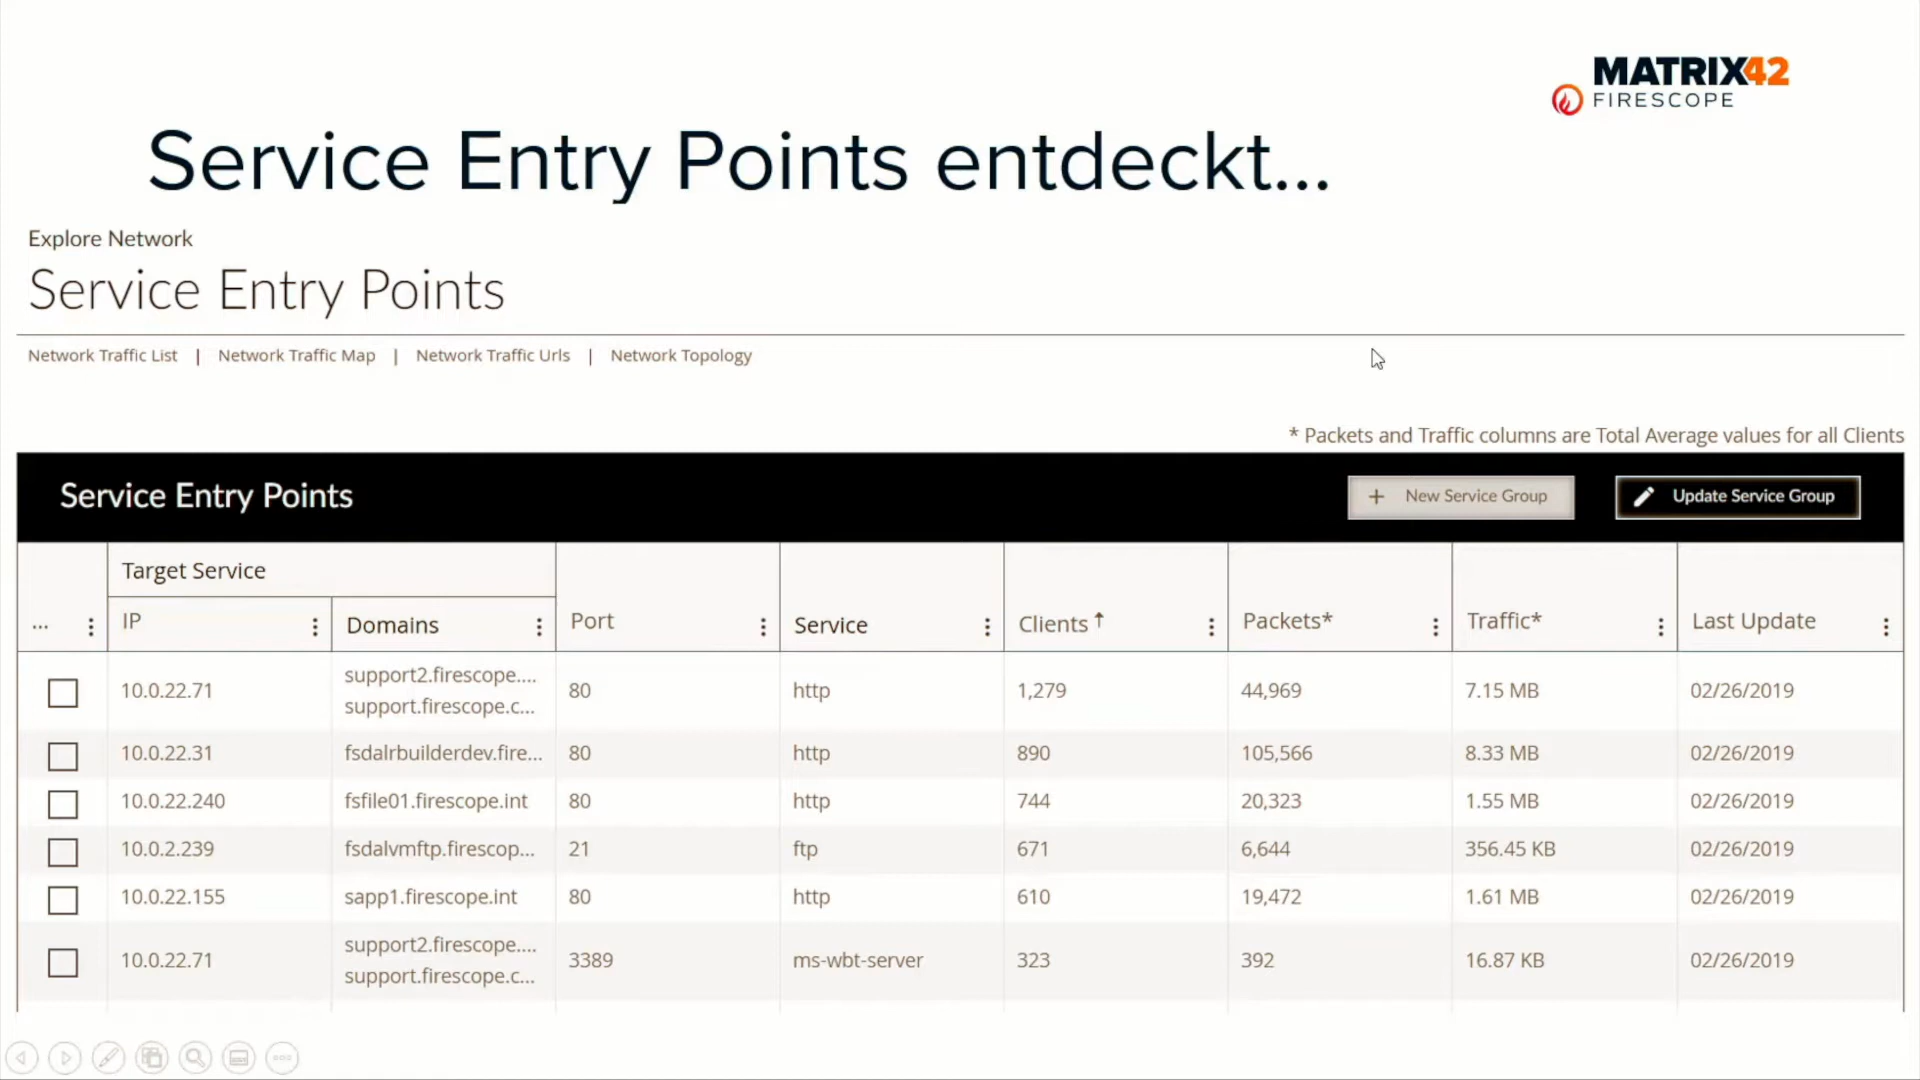 MATRIX42
FIRESCOPE
Service Entry Points entdeckt...
Explore Network
Service Entry Points
Network Traffic List | Network Traffic Map | Network Traffic Urls | Network Topology
* Packets and Traffic columns are Total Average values for all Clients
Service Entry Points
+ New Service Group
Update Service Group
Target Service
... IP Domains Port Service Clients↑ Packets* Traffic* Last Update
10.0.22.71 support2.firescope.... support.firescope.c... 80 http 1,279 44,969 7.15 MB 02/26/2019
10.0.22.31 fsdalrbuilderdev.fire... 80 http 890 105,566 8.33 MB 02/26/2019
10.0.22.240 fsfile01.firescope.int 80 http 744 20,323 1.55 MB 02/26/2019
10.0.2.239 fsdalvmftp.firescop... 21 ftp 671 6,644 356.45 KB 02/26/2019
10.0.22.155 sapp1.firescope.int 80 http 610 19,472 1.61 MB 02/26/2019
10.0.22.71 support2.firescope.... support.firescope.c... 3389 ms-wbt-server 323 392 16.87 KB 02/26/2019